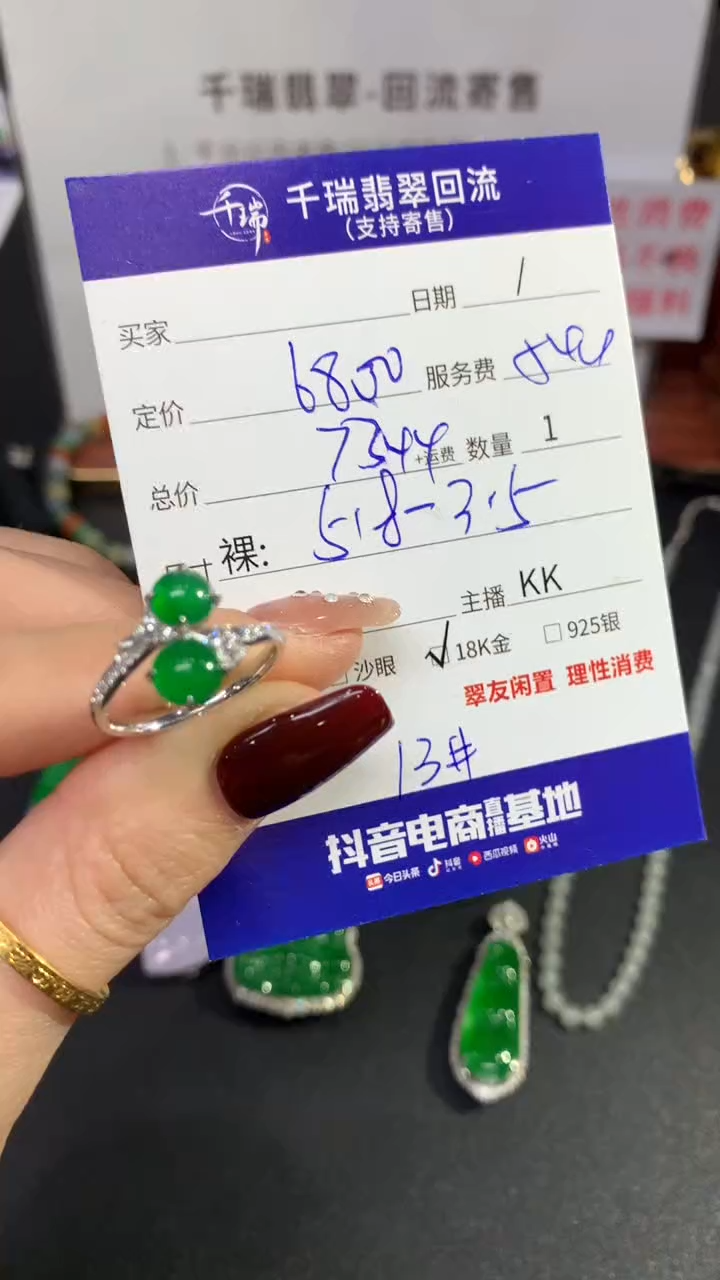 千瑞翡翠-回流寄售
千瑞
千瑞翡翠回流
(支持寄售)
买家 日期 /
定价 6800 服务费 544
总价 7344 +运费 数量 1
裸: 5.8-3.5
主播 KK
沙眼 ✓18K金 □925银
翠友闲置 理性消费
13#
抖音电商直播基地
今日头条 抖音 西瓜视频 火山